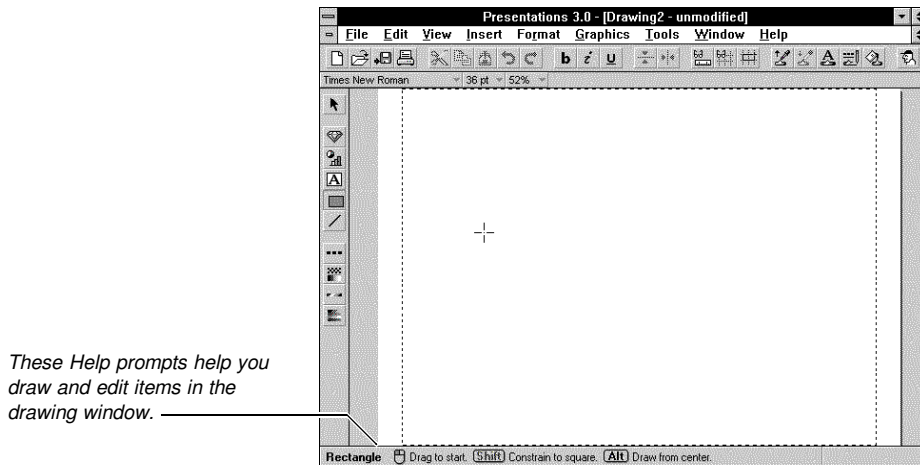 Presentations 3.0 - [Drawing2 - unmodified]
File Edit View Insert Format Graphics Tools Window Help
b i u A
Times New Roman 36 pt 52%
A
These Help prompts help you
draw and edit items in the
drawing window.
Rectangle Drag to start. Shift Constrain to square. Alt Draw from center.